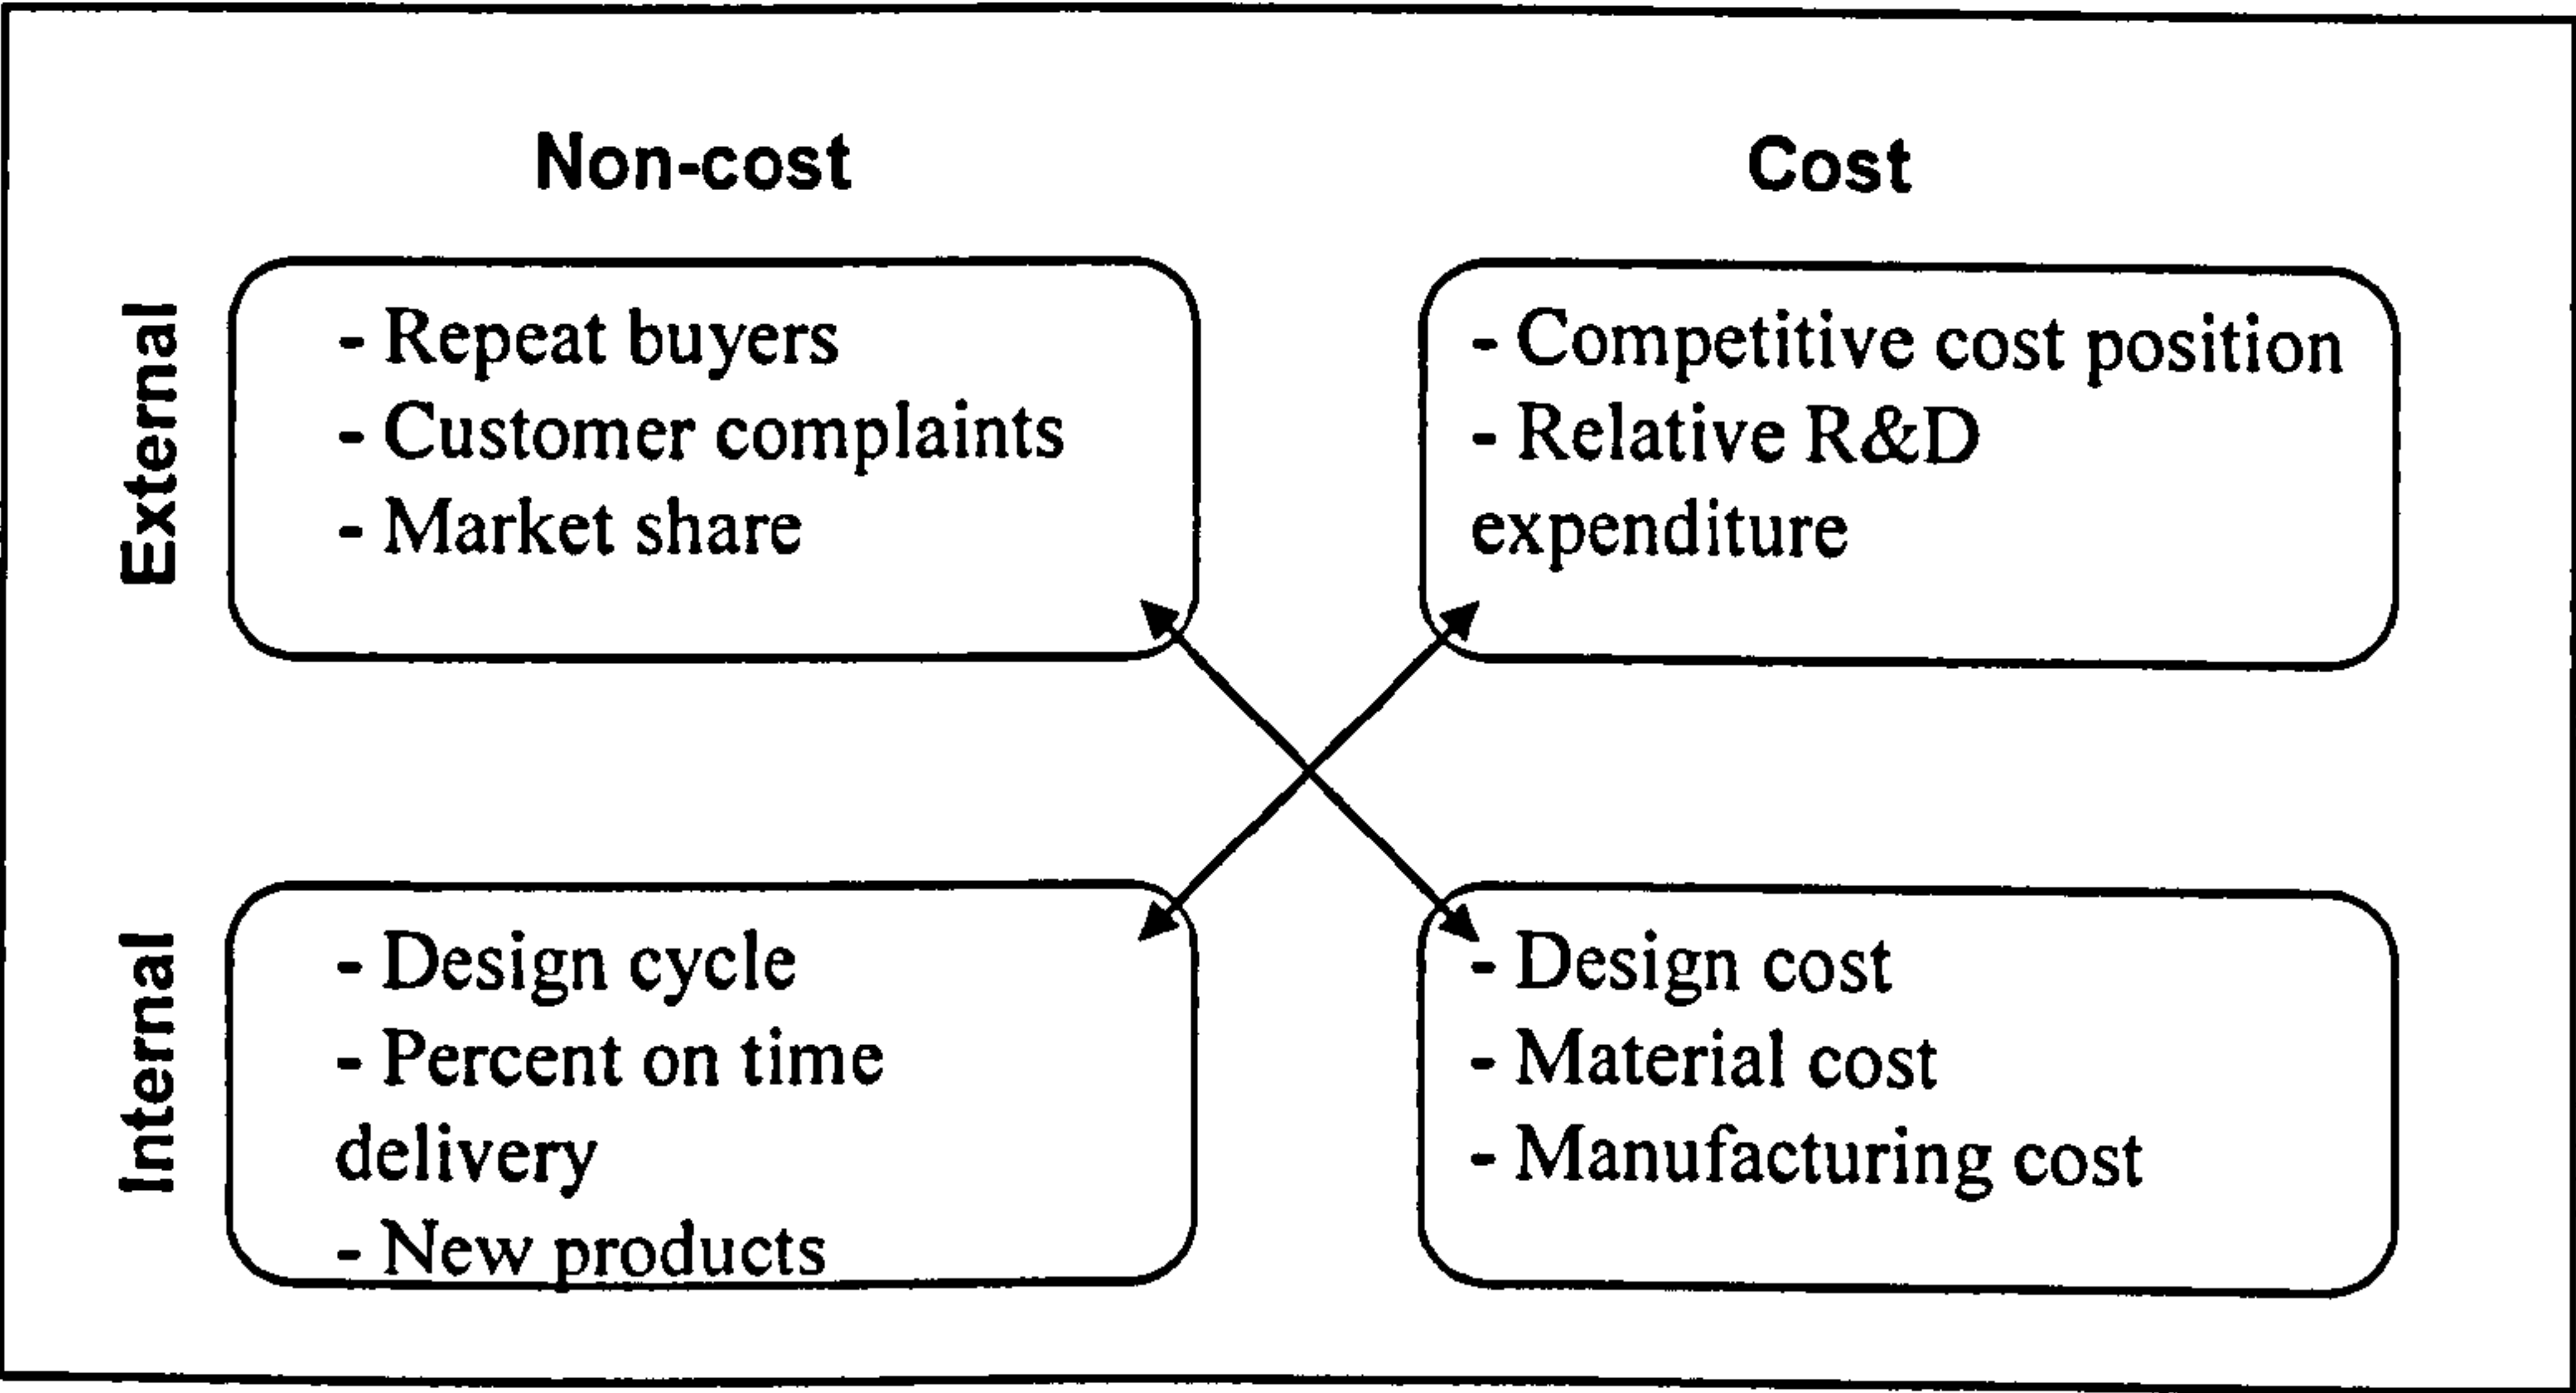 Non-cost
Cost
External
- Repeat buyers
- Customer complaints
- Market share
- Competitive cost position
- Relative R&D
expenditure
Internal
- Design cycle
- Percent on time
delivery
- New products
- Design cost
- Material cost
- Manufacturing cost